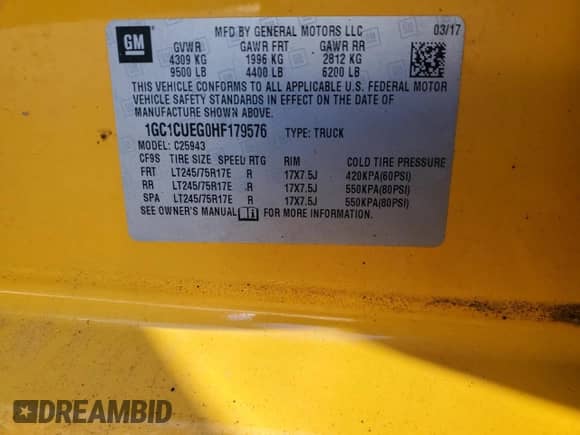 GM
MFD BY GENERAL MOTORS LLC 03/17
GVWR GAWR FRT GAWR RR
4309 KG 1996 KG 2812 KG
9500 LB 4400 LB 6200 LB
THIS VEHICLE CONFORMS TO ALL APPLICABLE U.S. FEDERAL MOTOR
VEHICLE SAFETY STANDARDS IN EFFECT ON THE DATE OF
MANUFACTURE SHOWN ABOVE.
1GC1CUEG0HF179576 TYPE: TRUCK
MODEL: C25943
CF9S TIRE SIZE SPEED RTG RIM COLD TIRE PRESSURE
FRT LT245/75R17E R 17X7.5J 420KPA(60PSI)
RR LT245/75R17E R 17X7.5J 550KPA(80PSI)
SPA LT245/75R17E R 17X7.5J 550KPA(80PSI)
SEE OWNER'S MANUAL FOR MORE INFORMATION.
DREAMBID